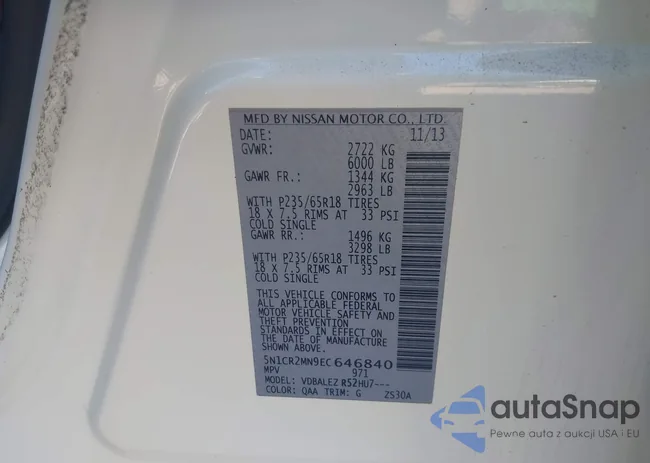 MFD BY NISSAN MOTOR CO., LTD.
DATE: 11/13
GVWR: 2722 KG
6000 LB
GAWR FR.: 1344 KG
2963 LB
WITH P235/65R18 TIRES
18 X 7.5 RIMS AT 33 PSI
COLD SINGLE
GAWR RR.: 1496 KG
3298 LB
WITH P235/65R18 TIRES
18 X 7.5 RIMS AT 33 PSI
COLD SINGLE
THIS VEHICLE CONFORMS TO
ALL APPLICABLE FEDERAL
MOTOR VEHICLE SAFETY AND
THEFT PREVENTION
STANDARDS IN EFFECT ON
THE DATE OF MANUFACTURE
SHOWN ABOVE.
5N1CR2MN9EC646840
MPV 971
MODEL: VDBALEZ R52HU7---
COLOR: QAA TRIM: G ZS30A
autoSnap
Pewne auta z aukcji USA i EU